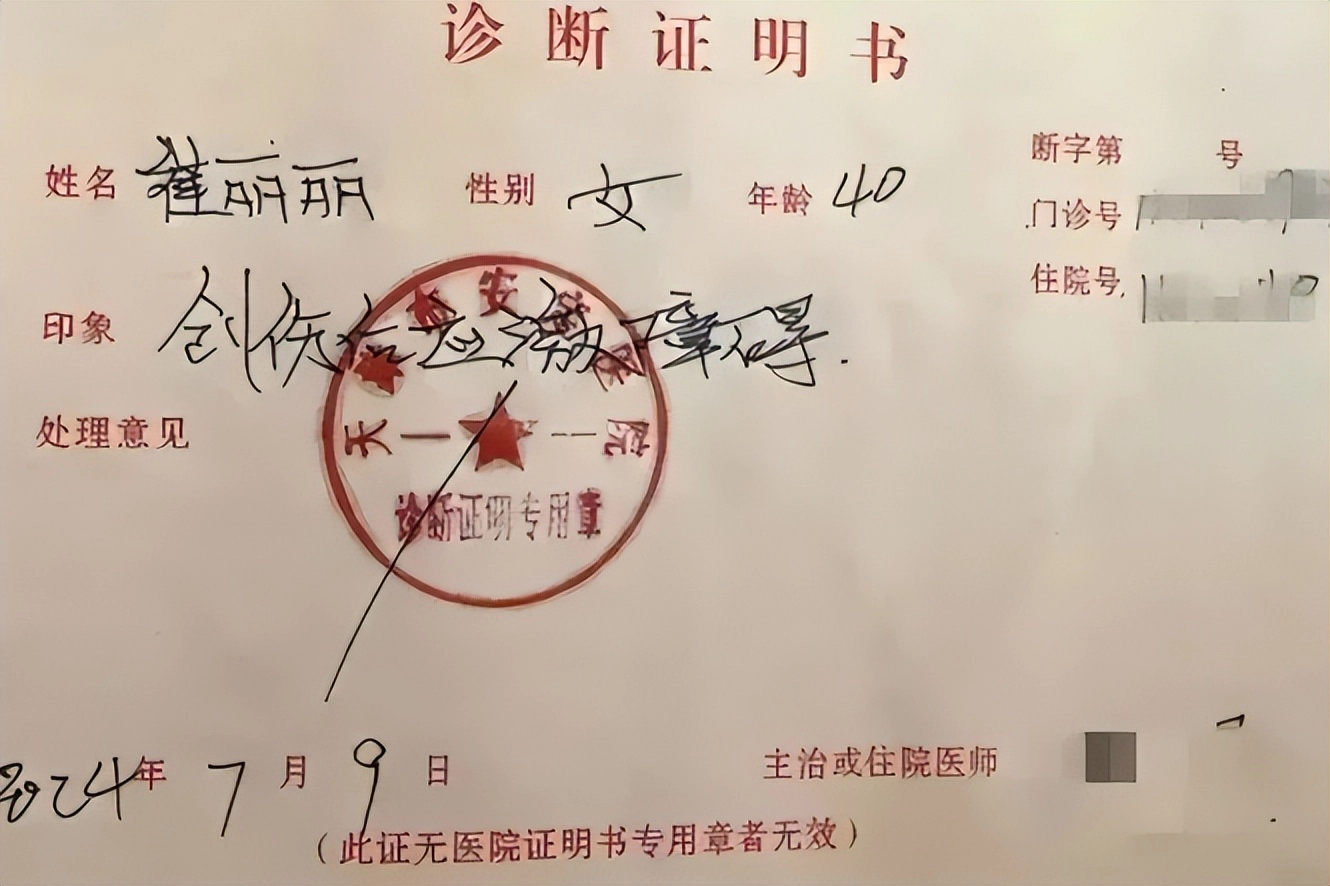 诊断证明书
断字第 号
姓名 崔丽丽 性别 女 年龄 40
门诊号
住院号
印象 创伤后应激障碍.
处理意见
天 安 医院
诊断证明专用章
2024年7月9日 主治或住院医师
(此证无医院证明书专用章者无效)